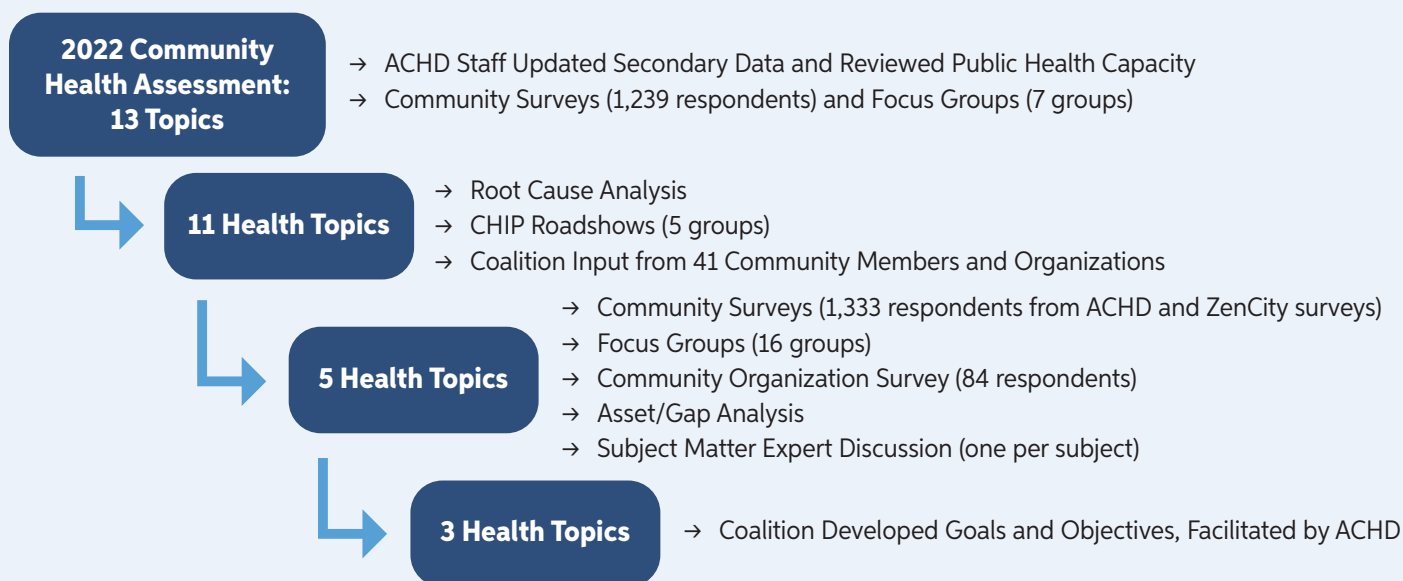 2022 Community
Health Assessment:
13 Topics
→ ACHD Staff Updated Secondary Data and Reviewed Public Health Capacity
→ Community Surveys (1,239 respondents) and Focus Groups (7 groups)
11 Health Topics
→ Root Cause Analysis
→ CHIP Roadshows (5 groups)
→ Coalition Input from 41 Community Members and Organizations
5 Health Topics
→ Community Surveys (1,333 respondents from ACHD and ZenCity surveys)
→ Focus Groups (16 groups)
→ Community Organization Survey (84 respondents)
→ Asset/Gap Analysis
→ Subject Matter Expert Discussion (one per subject)
3 Health Topics
→ Coalition Developed Goals and Objectives, Facilitated by ACHD